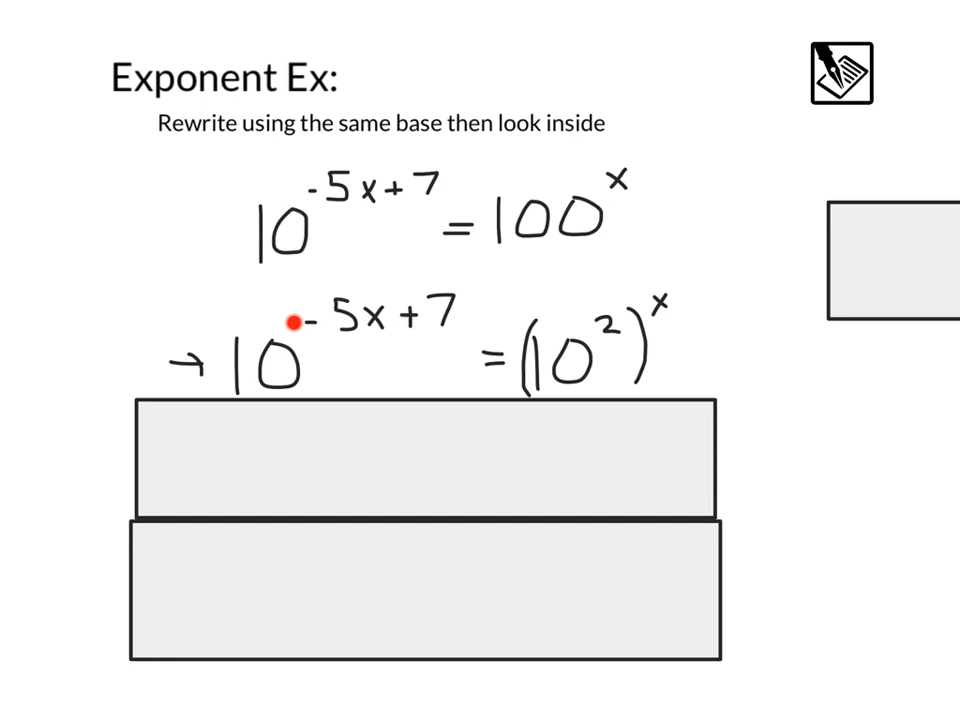 Exponent Ex:
Rewrite using the same base then look inside
10^{-5x+7} = 100^{x}
→ 10^{-5x+7} = (10^{2})^{x}